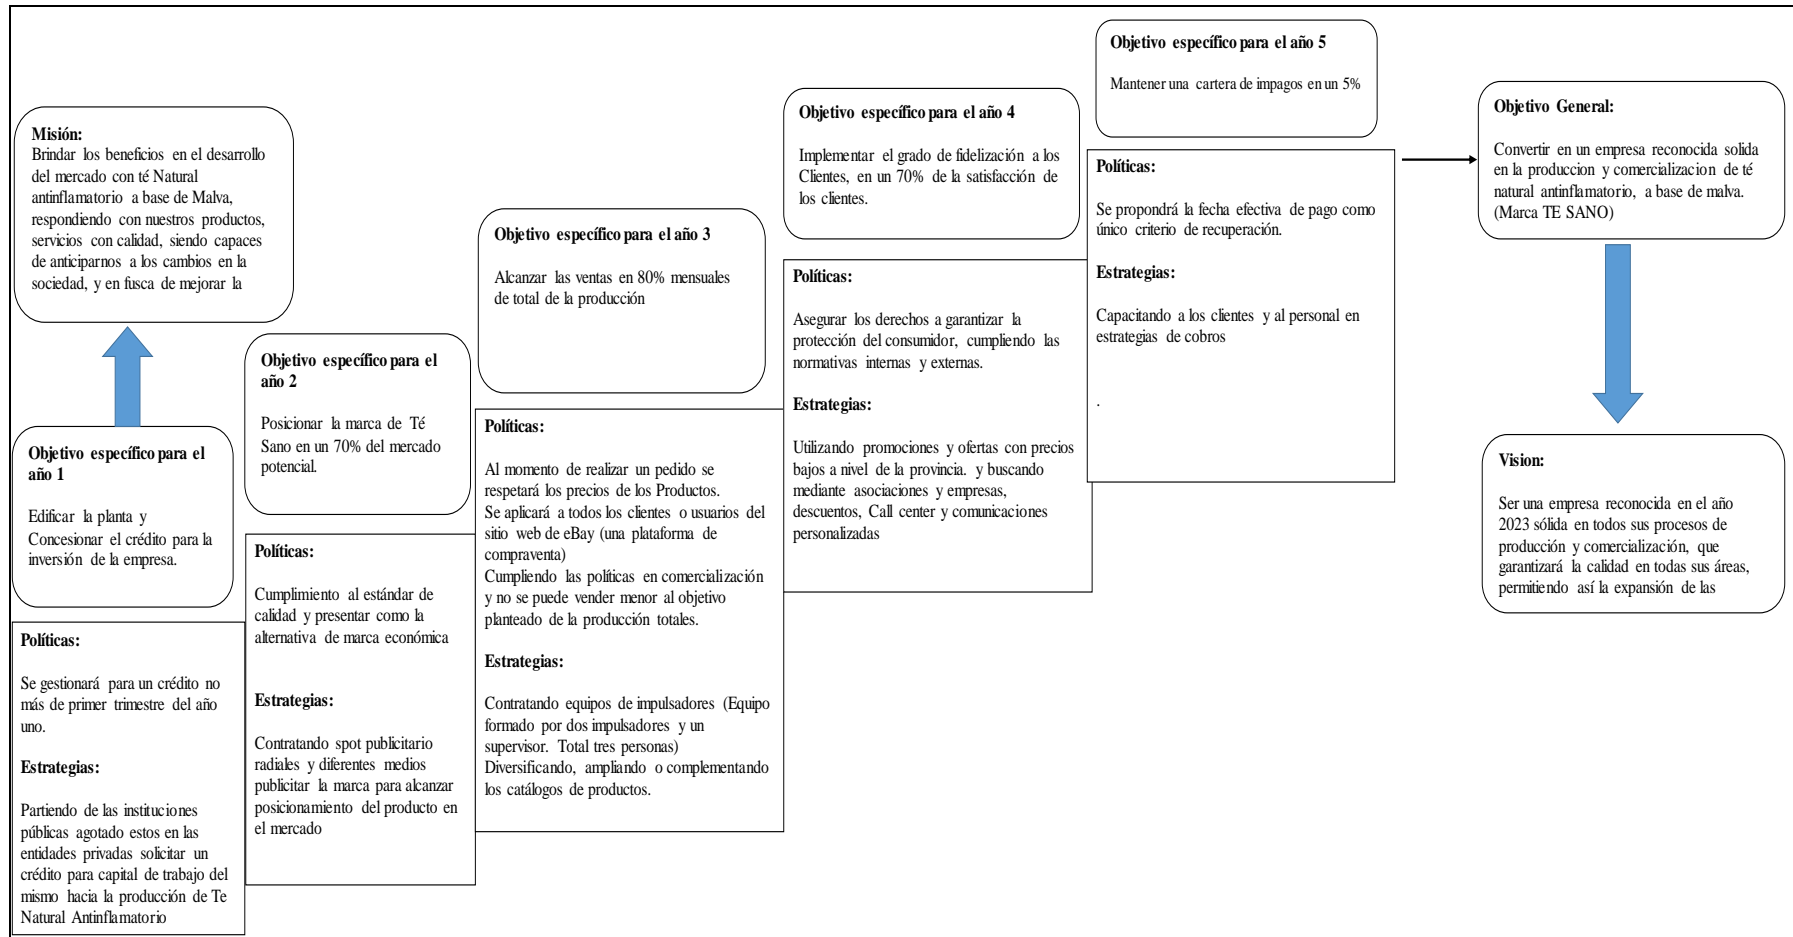 Misión:
Brindar los beneficios en el desarrollo
del mercado con té Natural
antinflamatorio a base de Malva,
respondiendo con nuestros productos,
servicios con calidad, siendo capaces
de anticiparnos a los cambios en la
sociedad, y en fusca de mejorar la
Objetivo específico para el
año 1
Edificar la planta y
Concesionar el crédito para la
inversión de la empresa.
Políticas:
Se gestionará para un crédito no
más de primer trimestre del año
uno.
Estrategias:
Partiendo de las instituciones
públicas agotado estos en las
entidades privadas solicitar un
crédito para capital de trabajo del
mismo hacia la producción de Te
Natural Antinflamatorio
Objetivo específico para el
año 2
Posicionar la marca de Té
Sano en un 70% del mercado
potencial.
Políticas:
Cumplimiento al estándar de
calidad y presentar como la
alternativa de marca económica
Estrategias:
Contratando spot publicitario
radiales y diferentes medios
publicitar la marca para alcanzar
posicionamiento del producto en
el mercado
Objetivo específico para el año 3
Alcanzar las ventas en 80% mensuales
de total de la producción
Políticas:
Al momento de realizar un pedido se
respetará los precios de los Productos.
Se aplicará a todos los clientes o usuarios del
sitio web de eBay (una plataforma de
compraventa)
Cumpliendo las políticas en comercialización
y no se puede vender menor al objetivo
planteado de la producción totales.
Estrategias:
Contratando equipos de impulsadores (Equipo
formado por dos impulsadores y un
supervisor. Total tres personas)
Diversificando, ampliando o complementando
los catálogos de productos.
Objetivo específico para el año 4
Implementar el grado de fidelización a los
Clientes, en un 70% de la satisfacción de
los clientes.
Políticas:
Asegurar los derechos a garantizar la
protección del consumidor, cumpliendo las
normativas internas y externas.
Estrategias:
Utilizando promociones y ofertas con precios
bajos a nivel de la provincia. y buscando
mediante asociaciones y empresas,
descuentos, Call center y comunicaciones
personalizadas
Objetivo específico para el año 5
Mantener una cartera de impagos en un 5%
Políticas:
Se propondrá la fecha efectiva de pago como
único criterio de recuperación.
Estrategias:
Capacitando a los clientes y al personal en
estrategias de cobros
.
Objetivo General:
Convertir en un empresa reconocida solida
en la produccion y comercializacion de té
natural antinflamatorio, a base de malva.
(Marca TE SANO)
Vision:
Ser una empresa reconocida en el año
2023 sólida en todos sus procesos de
producción y comercialización, que
garantizará la calidad en todas sus áreas,
permitiendo así la expansión de las